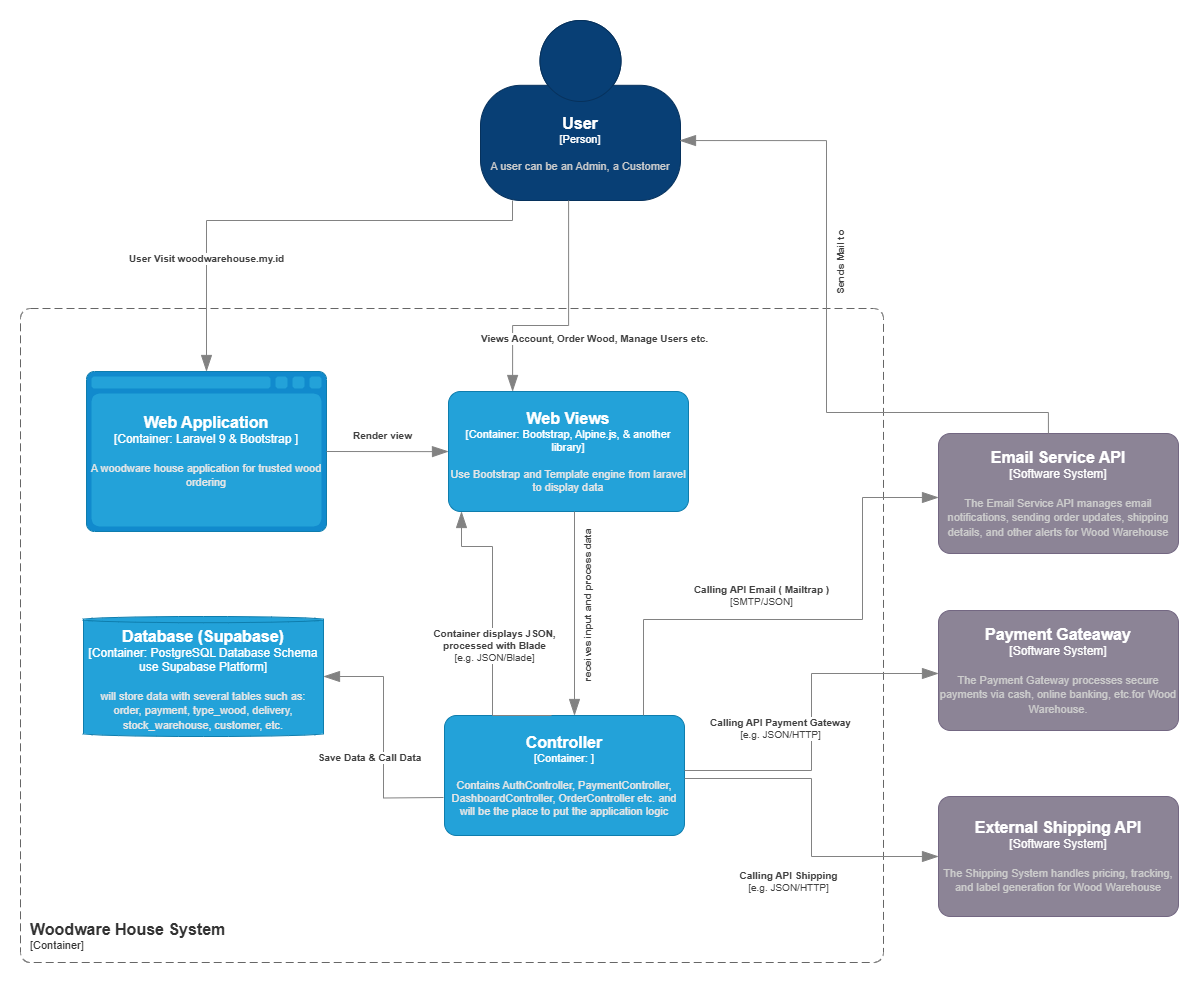 User
[Person]
A user can be an Admin, a Customer
User Visit woodwarehouse.my.id
Sends Mail to
Views Account, Order Wood, Manage Users etc.
Web Application
[Container: Laravel 9 & Bootstrap ]
A woodware house application for trusted wood
ordering
Render view
Web Views
[Container: Bootstrap, Alpine.js, & another
library]
Use Bootstrap and Template engine from laravel
to display data
Email Service API
[Software System]
The Email Service API manages email
notifications, sending order updates, shipping
details, and other alerts for Wood Warehouse
receives input and process data
Calling API Email ( Mailtrap )
[SMTP/JSON]
Container displays JSON,
processed with Blade
[e.g. JSON/Blade]
Database (Supabase)
[Container: PostgreSQL Database Schema
use Supabase Platform]
will store data with several tables such as:
order, payment, type_wood, delivery,
stock_warehouse, customer, etc.
Payment Gateaway
[Software System]
The Payment Gateway processes secure
payments via cash, online banking, etc.for Wood
Warehouse.
Save Data & Call Data
Controller
[Container: ]
Contains AuthController, PaymentController,
DashboardController, OrderController etc. and
will be the place to put the application logic
Calling API Payment Gateway
[e.g. JSON/HTTP]
External Shipping API
[Software System]
The Shipping System handles pricing, tracking,
and label generation for Wood Warehouse
Calling API Shipping
[e.g. JSON/HTTP]
Woodware House System
[Container]